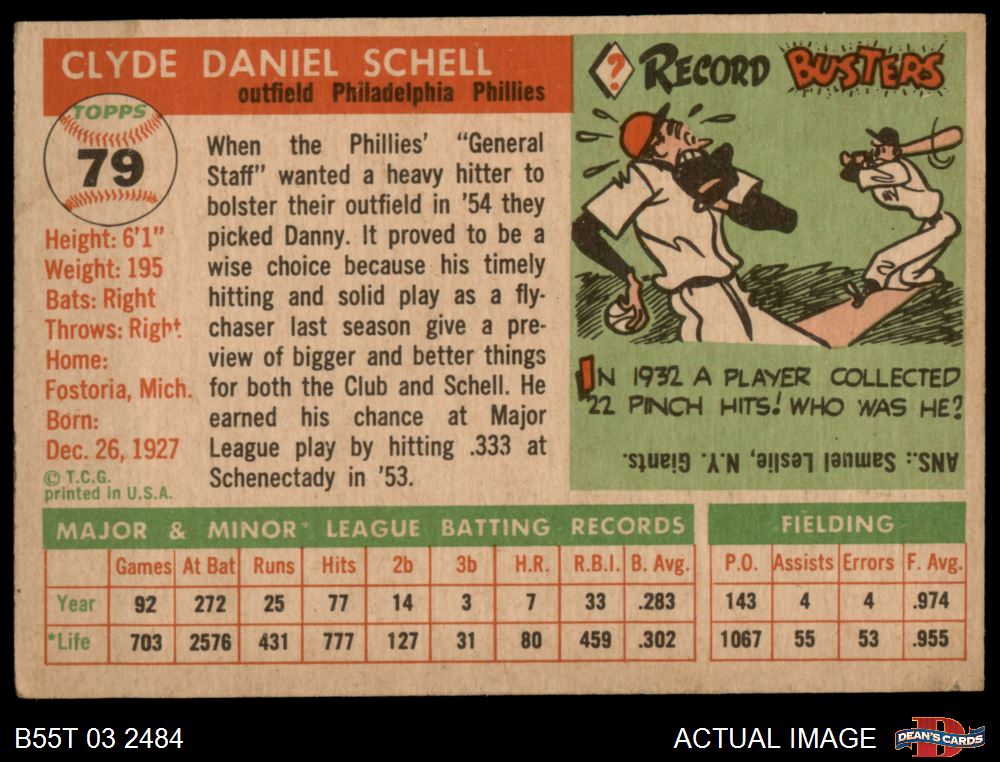 CLYDE DANIEL SCHELL
outfield Philadelphia Phillies
TOPPS
79
Height: 6'1"
Weight: 195
Bats: Right
Throws: Right
Home:
Fostoria, Mich.
Born:
Dec. 26, 1927
© T.C.G.
printed in U.S.A.
When the Phillies' "General
Staff" wanted a heavy hitter to
bolster their outfield in '54 they
picked Danny. It proved to be a
wise choice because his timely
hitting and solid play as a fly-
chaser last season give a pre-
view of bigger and better things
for both the Club and Schell. He
earned his chance at Major
League play by hitting .333 at
Schenectady in '53.
? RECORD BUSTERS
NY
IN 1932 A PLAYER COLLECTED
22 PINCH HITS! WHO WAS HE?
ANS.: Samuel Leslie, N.Y. Giants.
MAJOR & MINOR* LEAGUE BATTING RECORDS FIELDING
Games At Bat Runs Hits 2b 3b H.R. R.B.I. B. Avg. P.O. Assists Errors F. Avg.
Year 92 272 25 77 14 3 7 33 .283 143 4 4 .974
*Life 703 2576 431 777 127 31 80 459 .302 1067 55 53 .955
B55T 03 2484 ACTUAL IMAGE DEAN'S CARDS